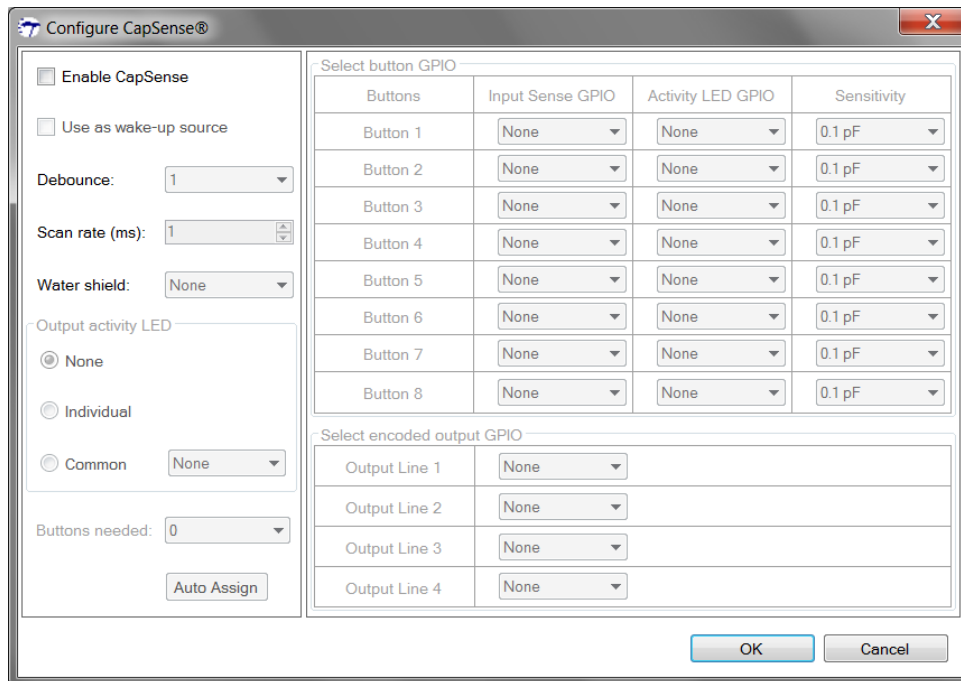 Configure CapSense®
Enable CapSense
Use as wake-up source
Debounce: 1
Scan rate (ms): 1
Water shield: None
Output activity LED
None
Individual
Common None
Buttons needed: 0
Auto Assign
Select button GPIO
Buttons Input Sense GPIO Activity LED GPIO Sensitivity
Button 1 None None 0.1 pF
Button 2 None None 0.1 pF
Button 3 None None 0.1 pF
Button 4 None None 0.1 pF
Button 5 None None 0.1 pF
Button 6 None None 0.1 pF
Button 7 None None 0.1 pF
Button 8 None None 0.1 pF
Select encoded output GPIO
Output Line 1 None
Output Line 2 None
Output Line 3 None
Output Line 4 None
OK Cancel